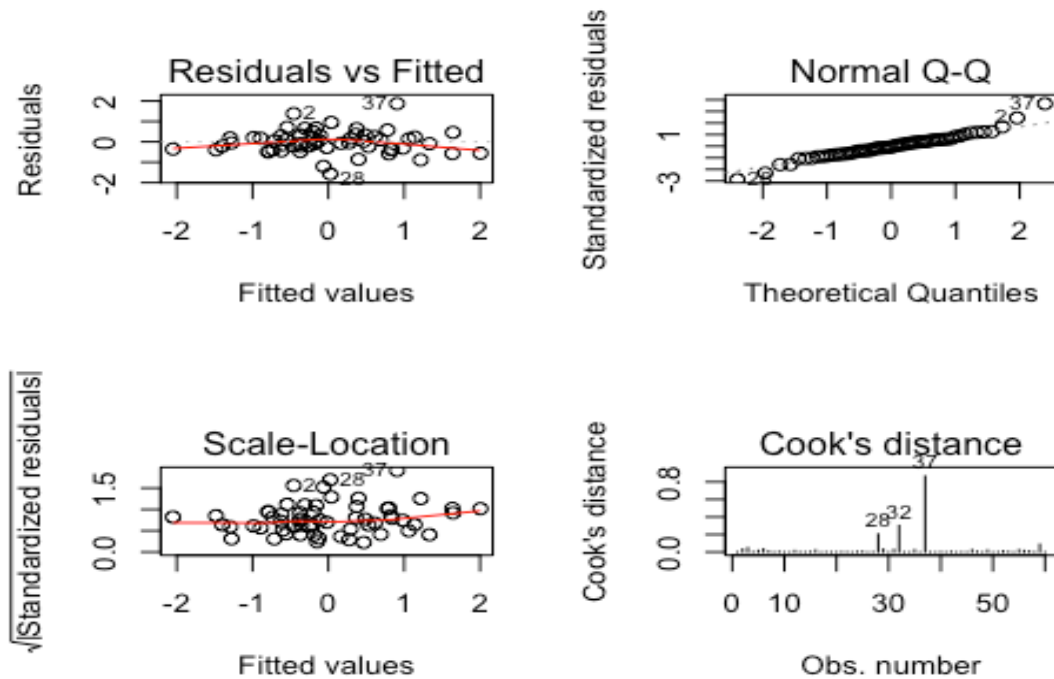 Residuals vs Fitted
Residuals
2
0
-2
2
37
28
-2 -1 0 1 2
Fitted values
Normal Q-Q
Standardized residuals
1
-3
37
2
28
-2 -1 0 1 2
Theoretical Quantiles
Scale-Location
√|Standardized residuals|
1.5
0.0
2
28
37
-2 -1 0 1 2
Fitted values
Cook's distance
Cook's distance
0.8
0.0
28
32
37
0 10 30 50
Obs. number